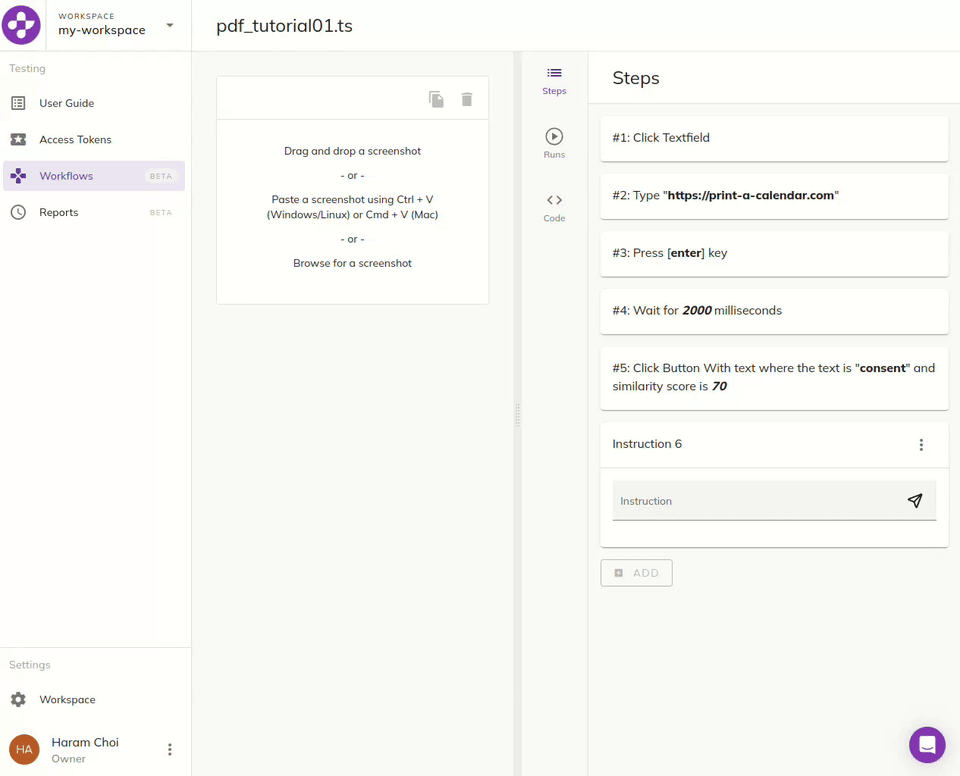 WORKSPACE
my-workspace
pdf_tutorial01.ts
Testing
User Guide
Access Tokens
Workflows BETA
Reports BETA
Drag and drop a screenshot
- or -
Paste a screenshot using Ctrl + V
(Windows/Linux) or Cmd + V (Mac)
- or -
Browse for a screenshot
Steps
Runs
Code
Steps
#1: Click Textfield
#2: Type "https://print-a-calendar.com"
#3: Press [enter] key
#4: Wait for 2000 milliseconds
#5: Click Button With text where the text is "consent" and
similarity score is 70
Instruction 6
Instruction
ADD
Settings
Workspace
HA
Haram Choi
Owner